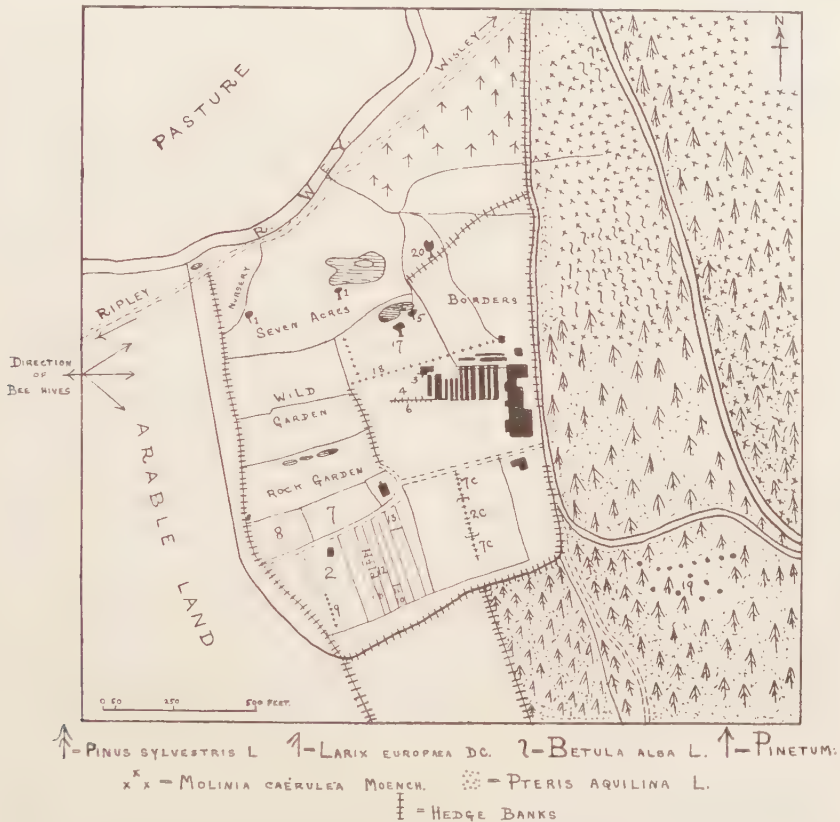 N
PASTURE
WISLEY
R. WEY
RIPLEY
NURSERY
20
1
1
SEVEN ACRES
BORDERS
5
17
18
3
4
6
DIRECTION
OF
BEE HIVES
WILD
GARDEN
ROCK GARDEN
ARABLE LAND
7C
2C
7C
8
7
13
2
9
19
0 50 250 500 FEET.
= PINUS SYLVESTRIS L – LARIX EUROPAEA DC. – BETULA ALBA L. – PINETUM:
= MOLINIA CAÉRULÉA MOENCH. = PTERIS AQUILINA L.
= HEDGE BANKS